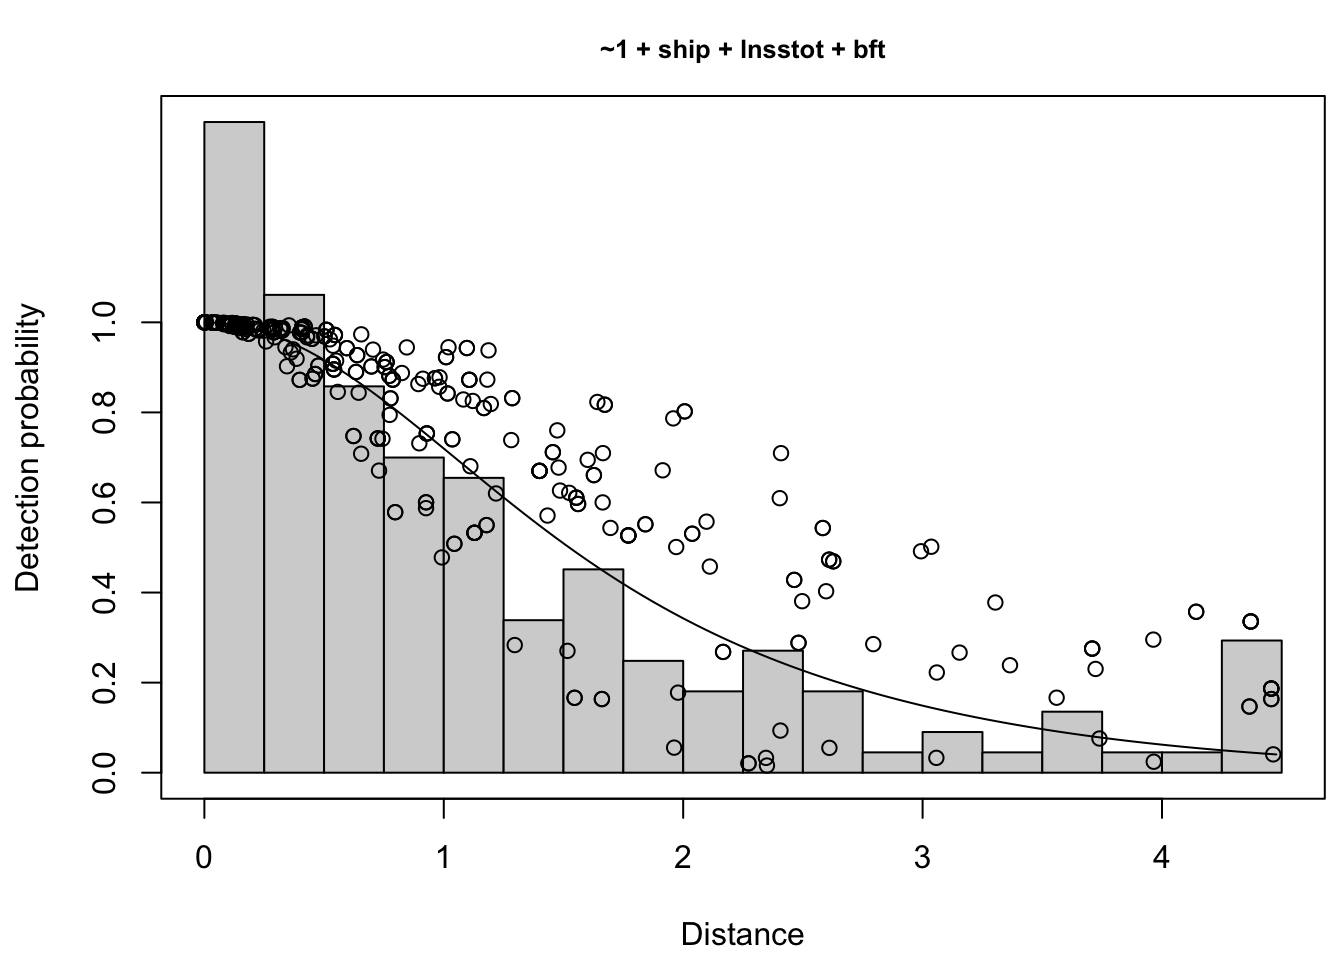 ~1 + ship + lnsstot + bft
Detection probability
1.0
0.8
0.6
0.4
0.2
0.0
0 1 2 3 4
Distance